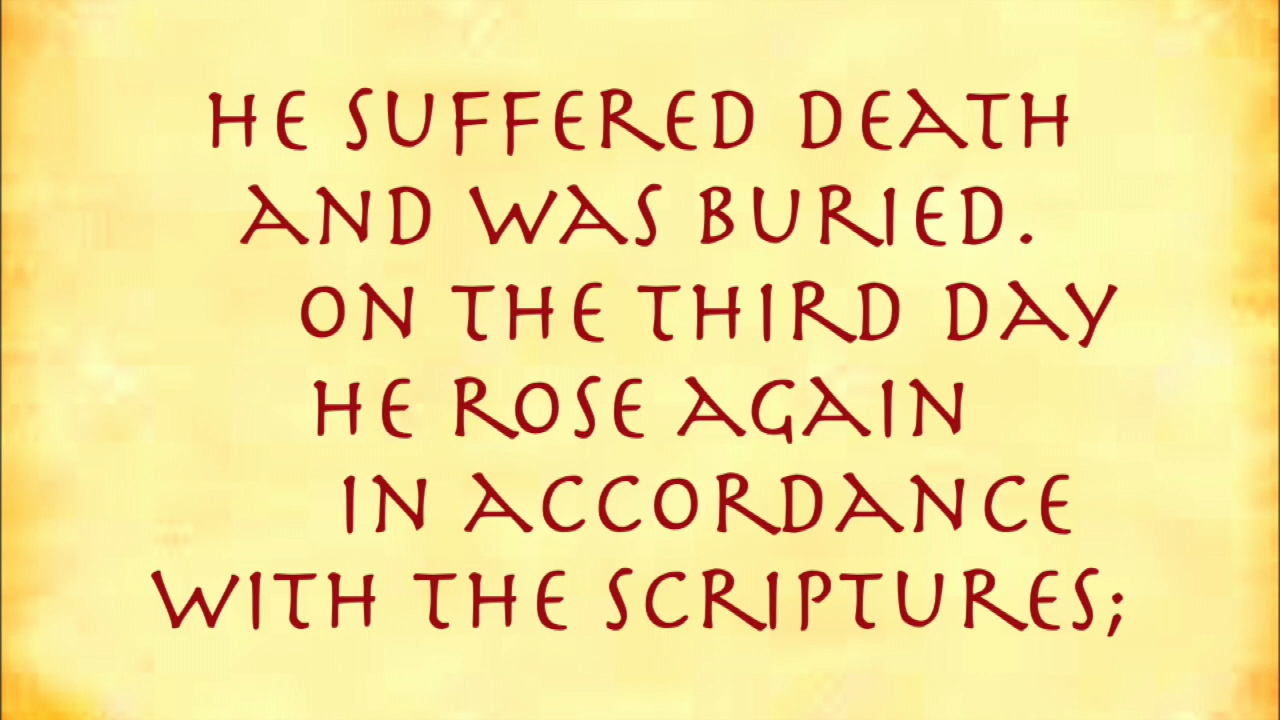 HE SUFFERED DEATH
AND WAS BURIED.
ON THE THIRD DAY
HE ROSE AGAIN
IN ACCORDANCE
WITH THE SCRIPTURES;